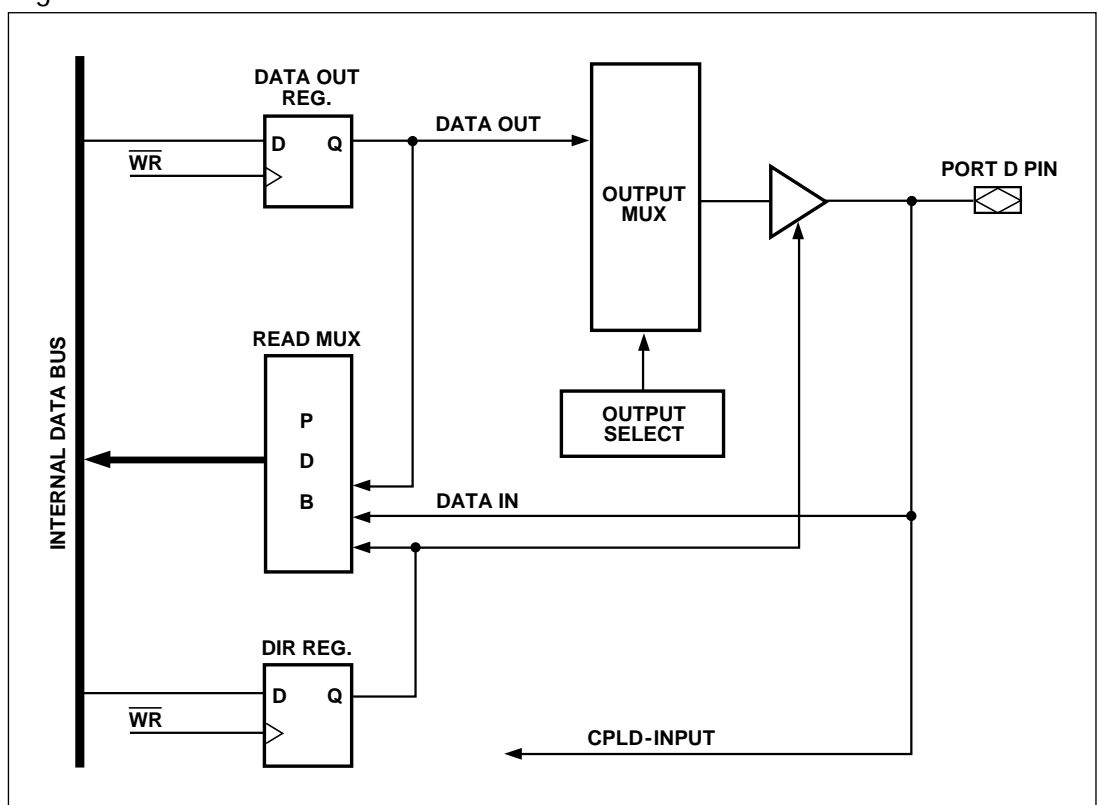 DATA OUT
REG.
D Q
WR
DATA OUT
OUTPUT
MUX
PORT D PIN
READ MUX
P
D
B
INTERNAL DATA BUS
OUTPUT
SELECT
DATA IN
DIR REG.
D Q
WR
CPLD-INPUT